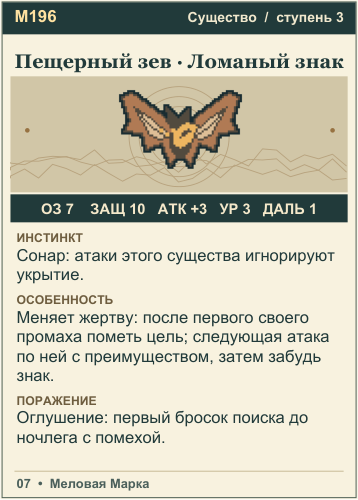 M196
Существо / ступень 3
Пещерный зев · Ломаный знак
ОЗ 7 ЗАЩ 10 АТК +3 УР 3 ДАЛЬ 1
ИНСТИНКТ
Сонар: атаки этого существа игнорируют
укрытие.
ОСОБЕННОСТЬ
Меняет жертву: после первого своего
промаха пометь цель; следующая атака
по ней с преимуществом, затем забудь
знак.
ПОРАЖЕНИЕ
Оглушение: первый бросок поиска до
ночлега с помехой.
07 • Меловая Марка